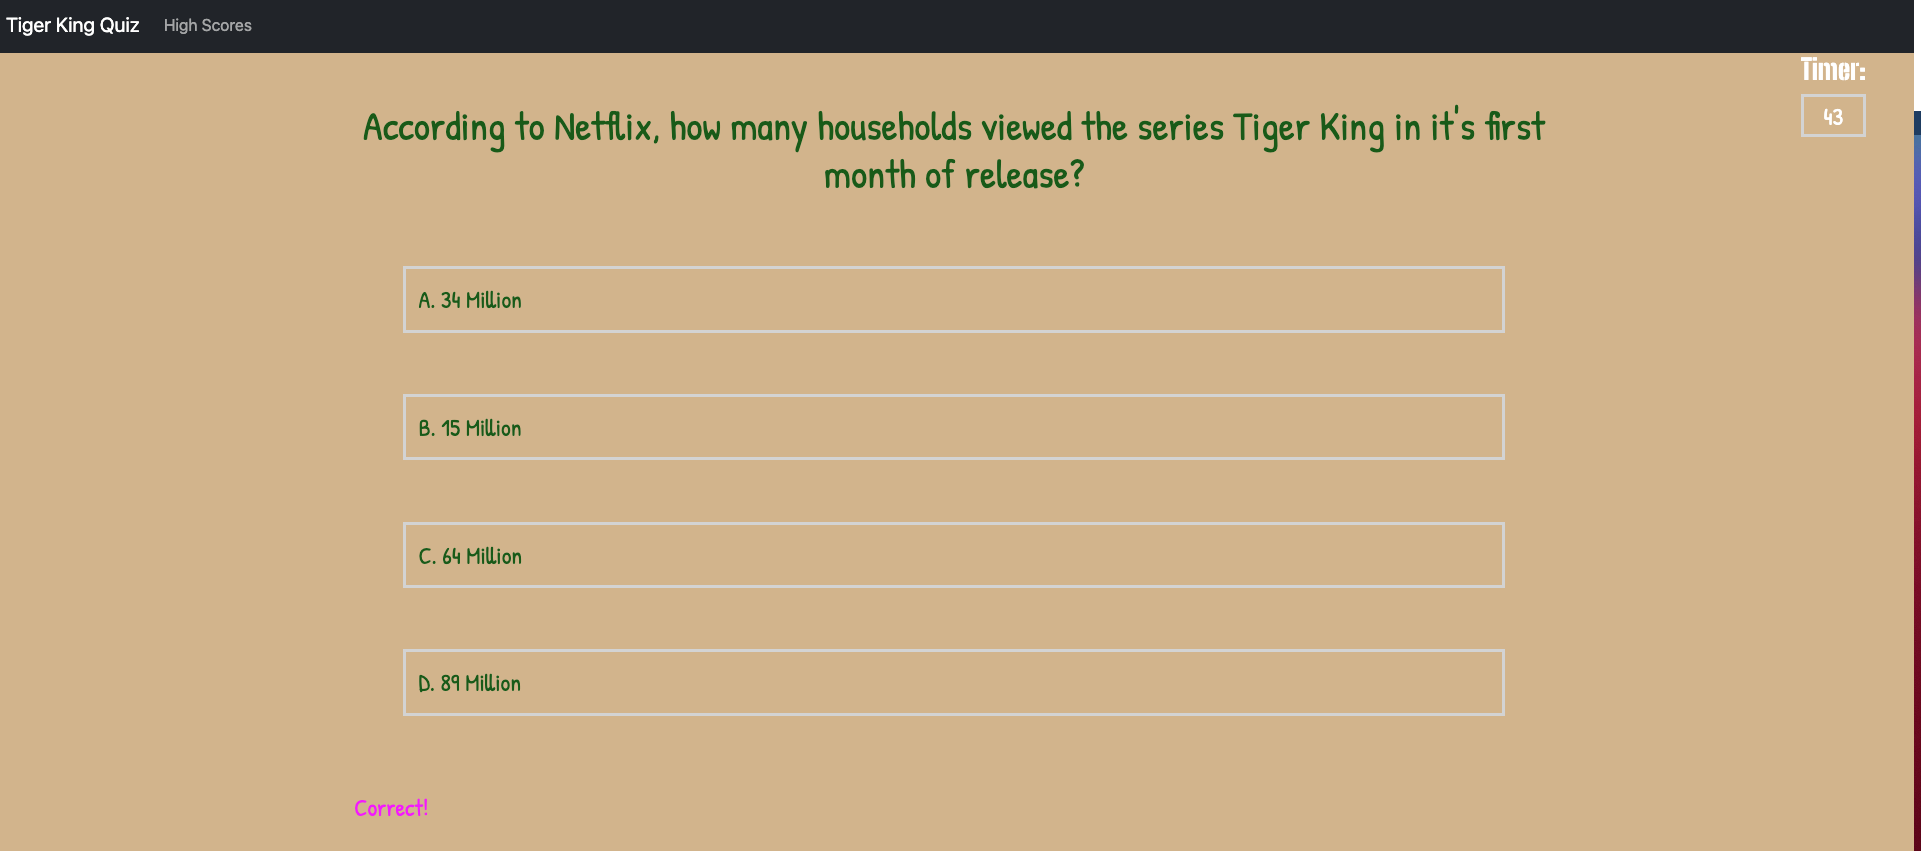 Tiger King Quiz High Scores
Timer:
43
According to Netflix, how many households viewed the series Tiger King in it's first
month of release?
A. 34 Million
B. 15 Million
C. 64 Million
D. 89 Million
Correct!